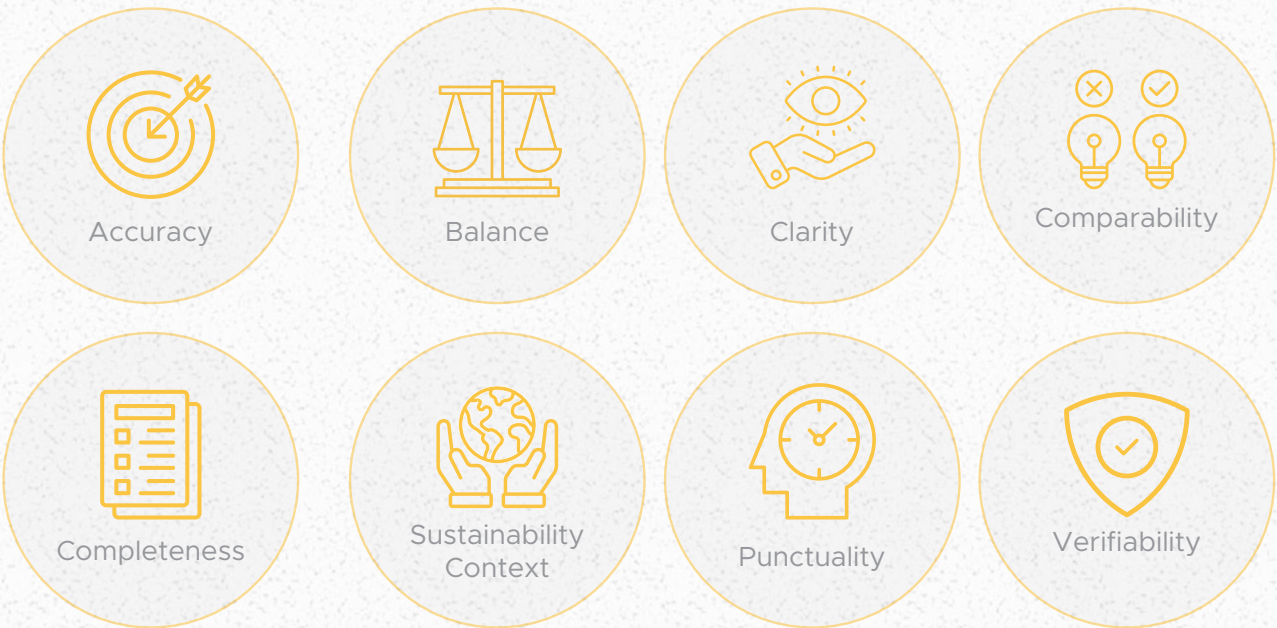 Accuracy
Balance
Clarity
Comparability
Completeness
Sustainability
Context
Punctuality
Verifiability